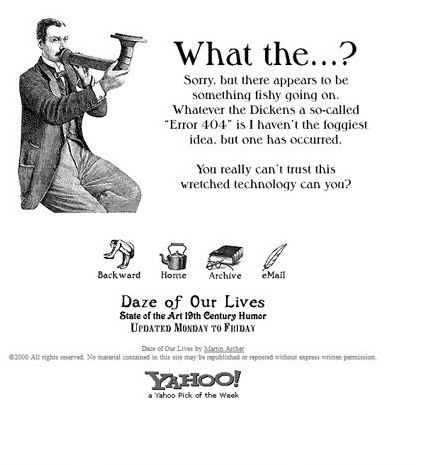 What the...?
Sorry, but there appears to be
something fishy going on.
Whatever the Dickens a so-called
"Error 404" is I haven't the foggiest
idea, but one has occurred.
You really can't trust this
wretched technology can you?
Backward Home Archive eMail
Daze of Our Lives
State of the Art 19th Century Humor
Updated Monday to Friday
Daze of Our Lives by Martin Archer
©2000 All rights reserved. No material contained in this site may be republished or reposted without express written permission.
YAHOO!
a Yahoo Pick of the Week